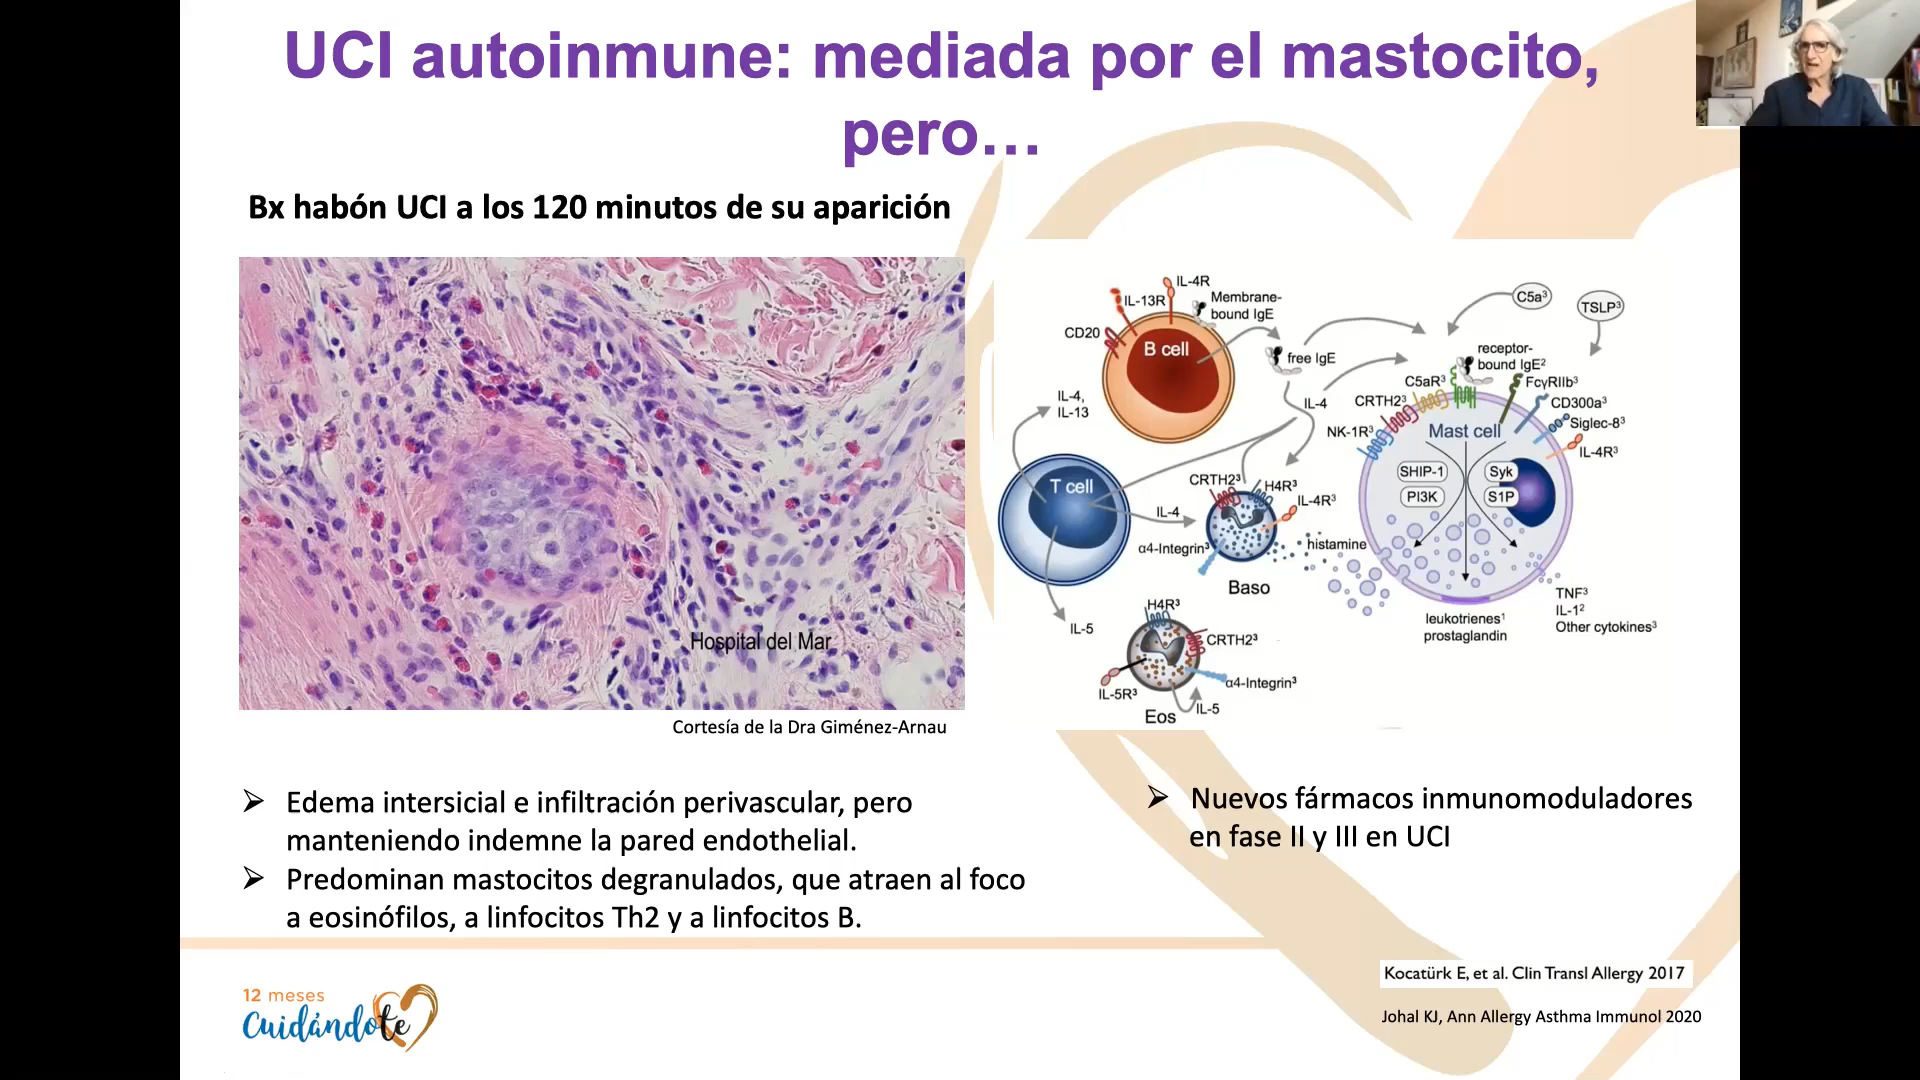 UCI autoinmune: mediada por el mastocito,
pero…
Bx habón UCI a los 120 minutos de su aparición
Hospital del Mar
Cortesía de la Dra Giménez-Arnau
IL-4R
IL-13R
Membrane-
bound IgE
CD20
B cell
free IgE
C5a³
TSLP³
receptor-
bound IgE²
C5aR³
FcγRIIb³
CRTH2³
CD300a³
NK-1R³
Mast cell
Siglec-8³
IL-4R³
IL-4,
IL-13
IL-4
SHIP-1
Syk
PI3K
S1P
T cell
CRTH2³
H4R³
IL-4R³
IL-4
α4-Integrin³
histamine
Baso
TNF³
IL-1²
Other cytokines³
leukotrienes¹
prostaglandin
H4R³
IL-5
CRTH2³
α4-Integrin³
IL-5R³
IL-5
Eos
➢ Edema intersicial e infiltración perivascular, pero
manteniendo indemne la pared endothelial.
➢ Predominan mastocitos degranulados, que atraen al foco
a eosinófilos, a linfocitos Th2 y a linfocitos B.
➢ Nuevos fármacos inmunomoduladores
en fase II y III en UCI
12 meses
Cuidándote
Kocatürk E, et al. Clin Transl Allergy 2017
Johal KJ, Ann Allergy Asthma Immunol 2020